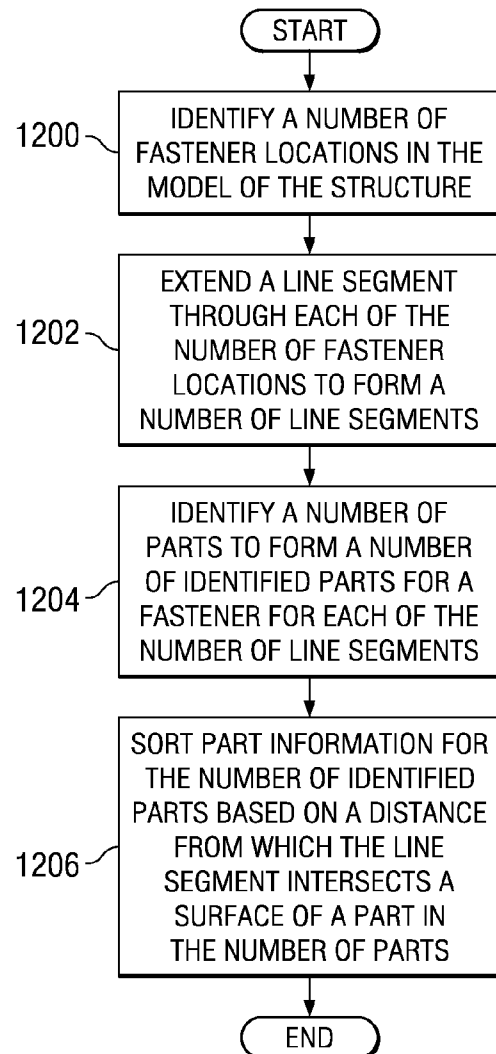 START
1200
IDENTIFY A NUMBER OF
FASTENER LOCATIONS IN THE
MODEL OF THE STRUCTURE
1202
EXTEND A LINE SEGMENT
THROUGH EACH OF THE
NUMBER OF FASTENER
LOCATIONS TO FORM A
NUMBER OF LINE SEGMENTS
1204
IDENTIFY A NUMBER OF
PARTS TO FORM A NUMBER
OF IDENTIFIED PARTS FOR A
FASTENER FOR EACH OF THE
NUMBER OF LINE SEGMENTS
1206
SORT PART INFORMATION FOR
THE NUMBER OF IDENTIFIED
PARTS BASED ON A DISTANCE
FROM WHICH THE LINE
SEGMENT INTERSECTS A
SURFACE OF A PART IN
THE NUMBER OF PARTS
END